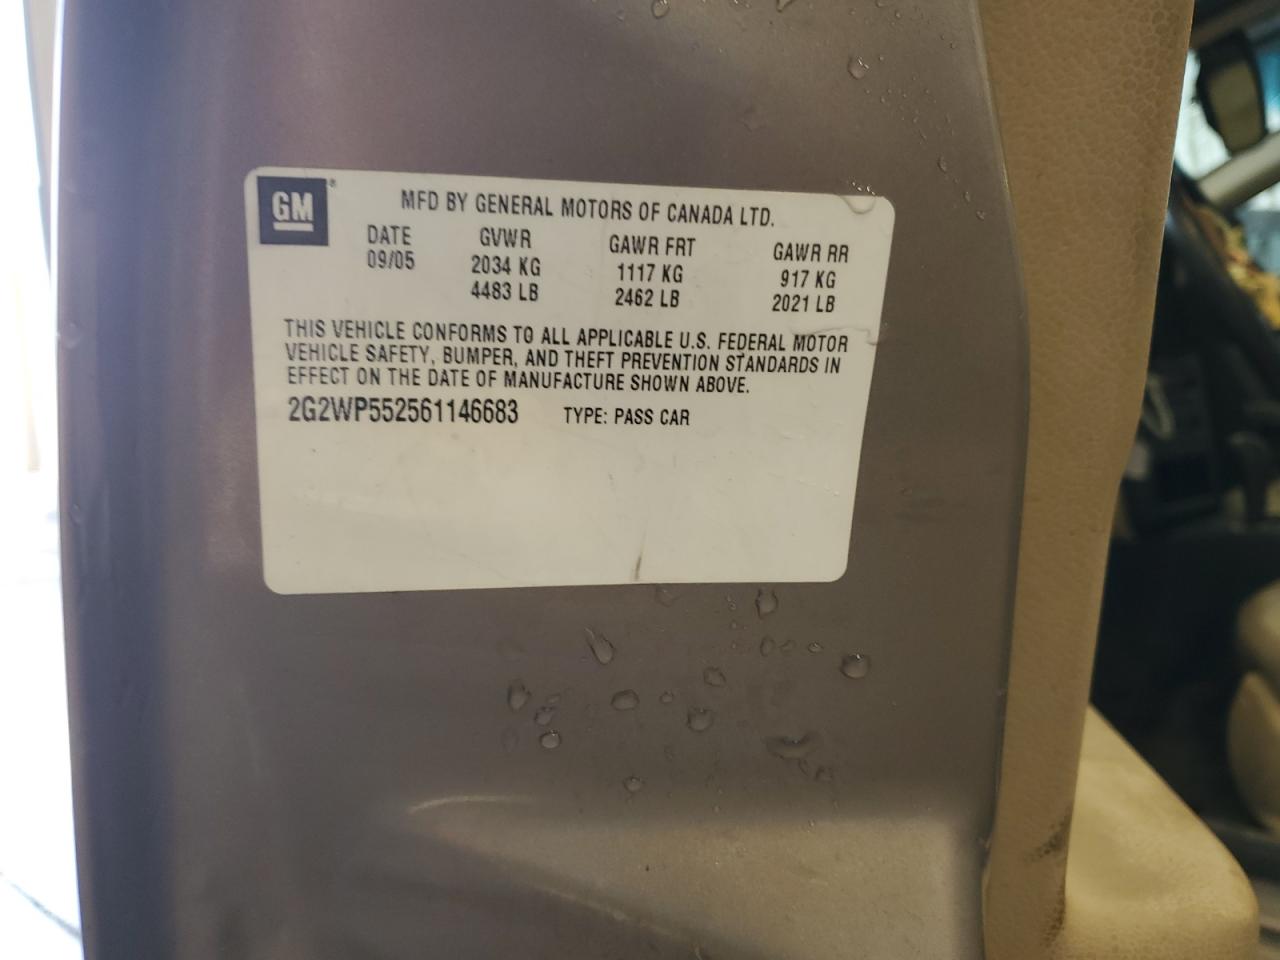 GM®
MFD BY GENERAL MOTORS OF CANADA LTD.
DATE GVWR GAWR FRT GAWR RR
09/05 2034 KG 1117 KG 917 KG
4483 LB 2462 LB 2021 LB
THIS VEHICLE CONFORMS TO ALL APPLICABLE U.S. FEDERAL MOTOR
VEHICLE SAFETY, BUMPER, AND THEFT PREVENTION STANDARDS IN
EFFECT ON THE DATE OF MANUFACTURE SHOWN ABOVE.
2G2WP552561146683 TYPE: PASS CAR